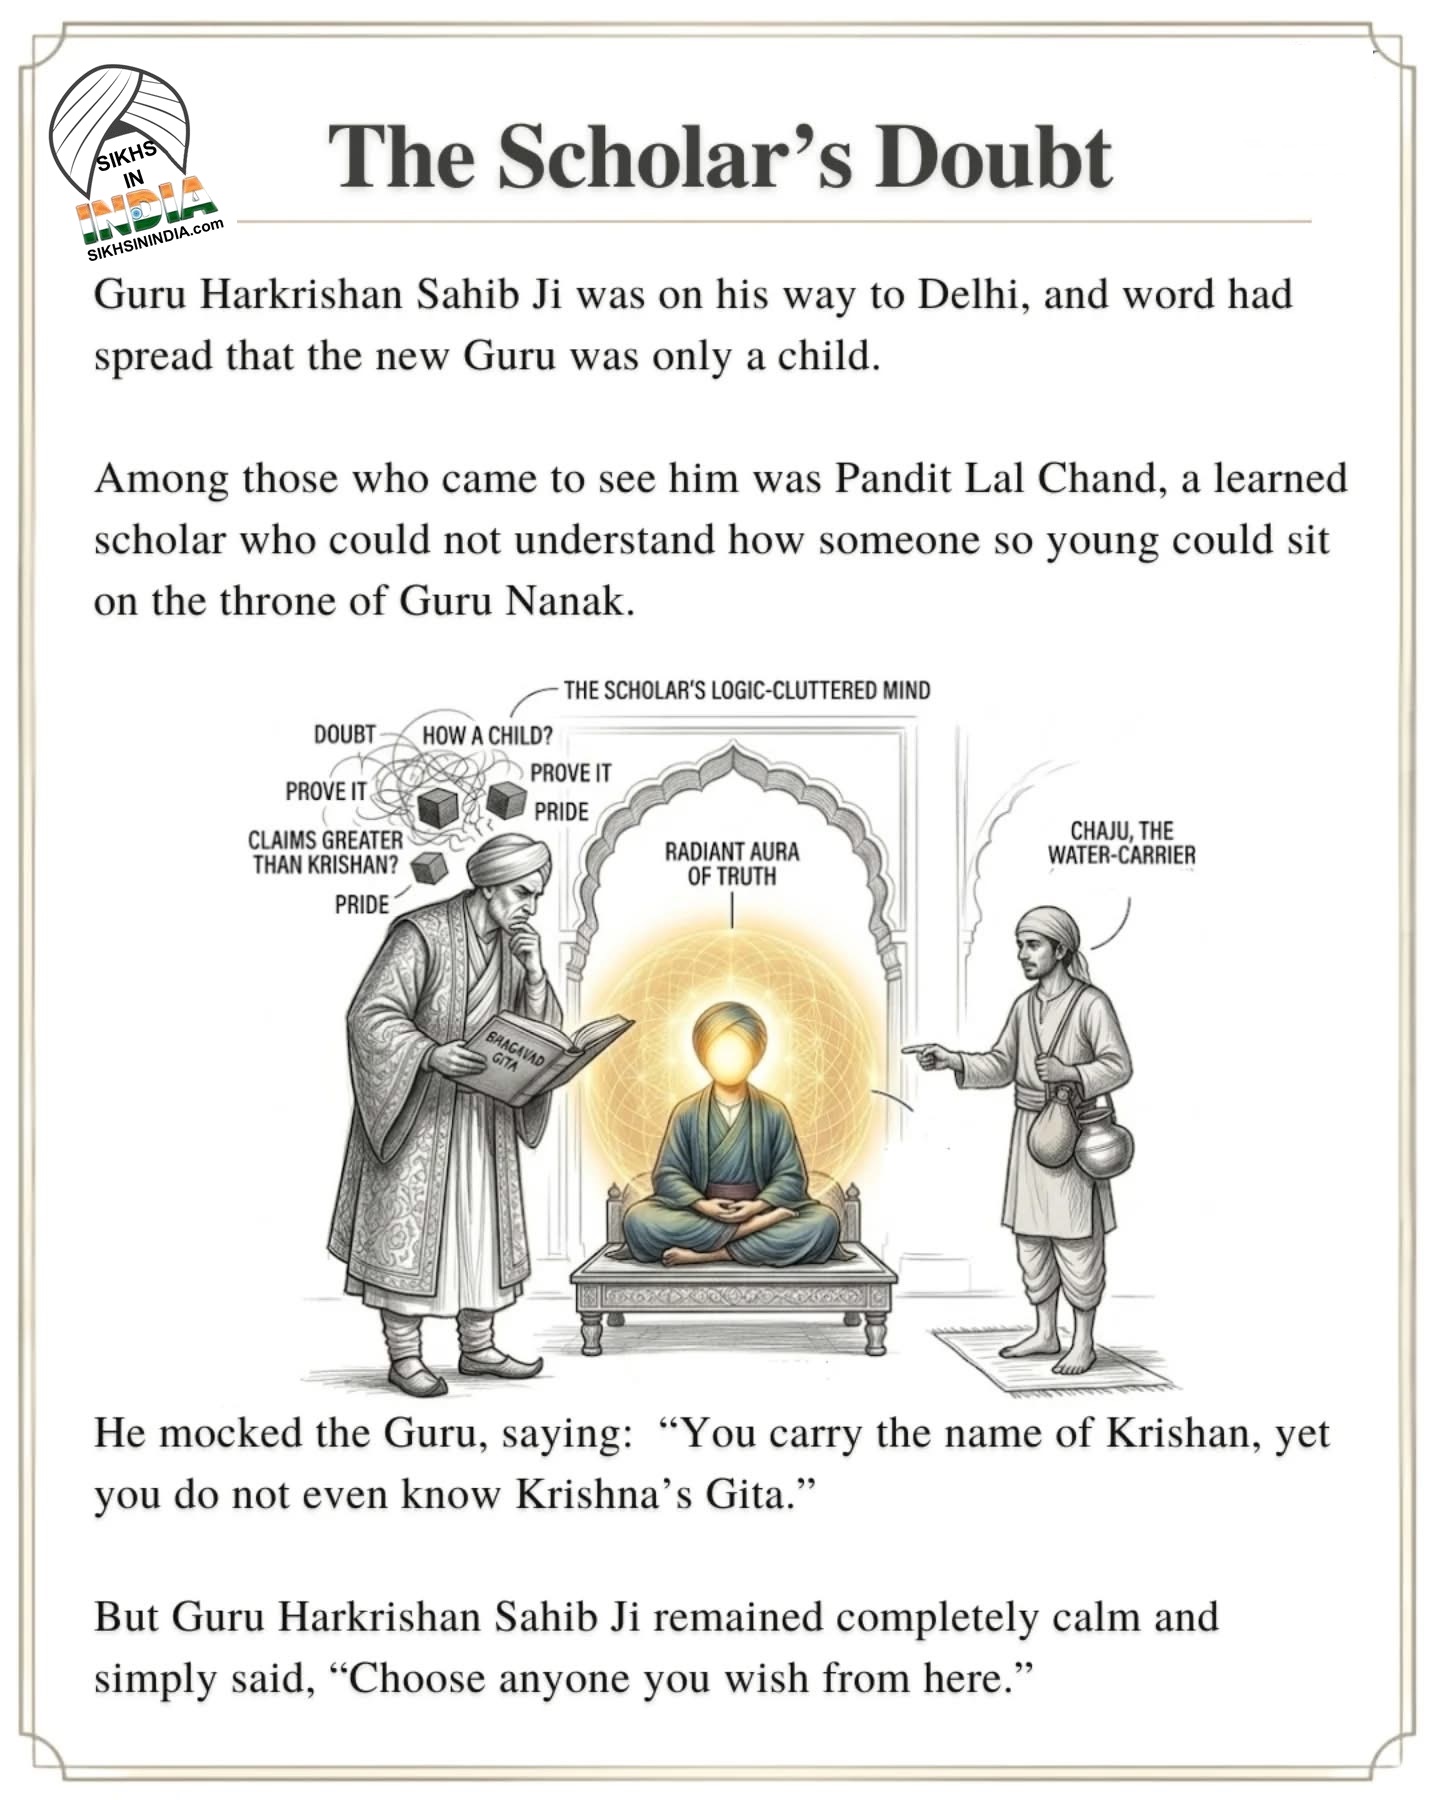 SIKHS
IN
INDIA
SIKHSININDIA.com
The Scholar’s Doubt
Guru Harkrishan Sahib Ji was on his way to Delhi, and word had
spread that the new Guru was only a child.
Among those who came to see him was Pandit Lal Chand, a learned
scholar who could not understand how someone so young could sit
on the throne of Guru Nanak.
THE SCHOLAR'S LOGIC-CLUTTERED MIND
DOUBT
HOW A CHILD?
PROVE IT
PROVE IT
PRIDE
CLAIMS GREATER
THAN KRISHAN?
PRIDE
RADIANT AURA
OF TRUTH
CHAJU, THE
WATER-CARRIER
BHAGAVAD
GITA
He mocked the Guru, saying:  “You carry the name of Krishan, yet
you do not even know Krishna’s Gita.”
But Guru Harkrishan Sahib Ji remained completely calm and
simply said, “Choose anyone you wish from here.”